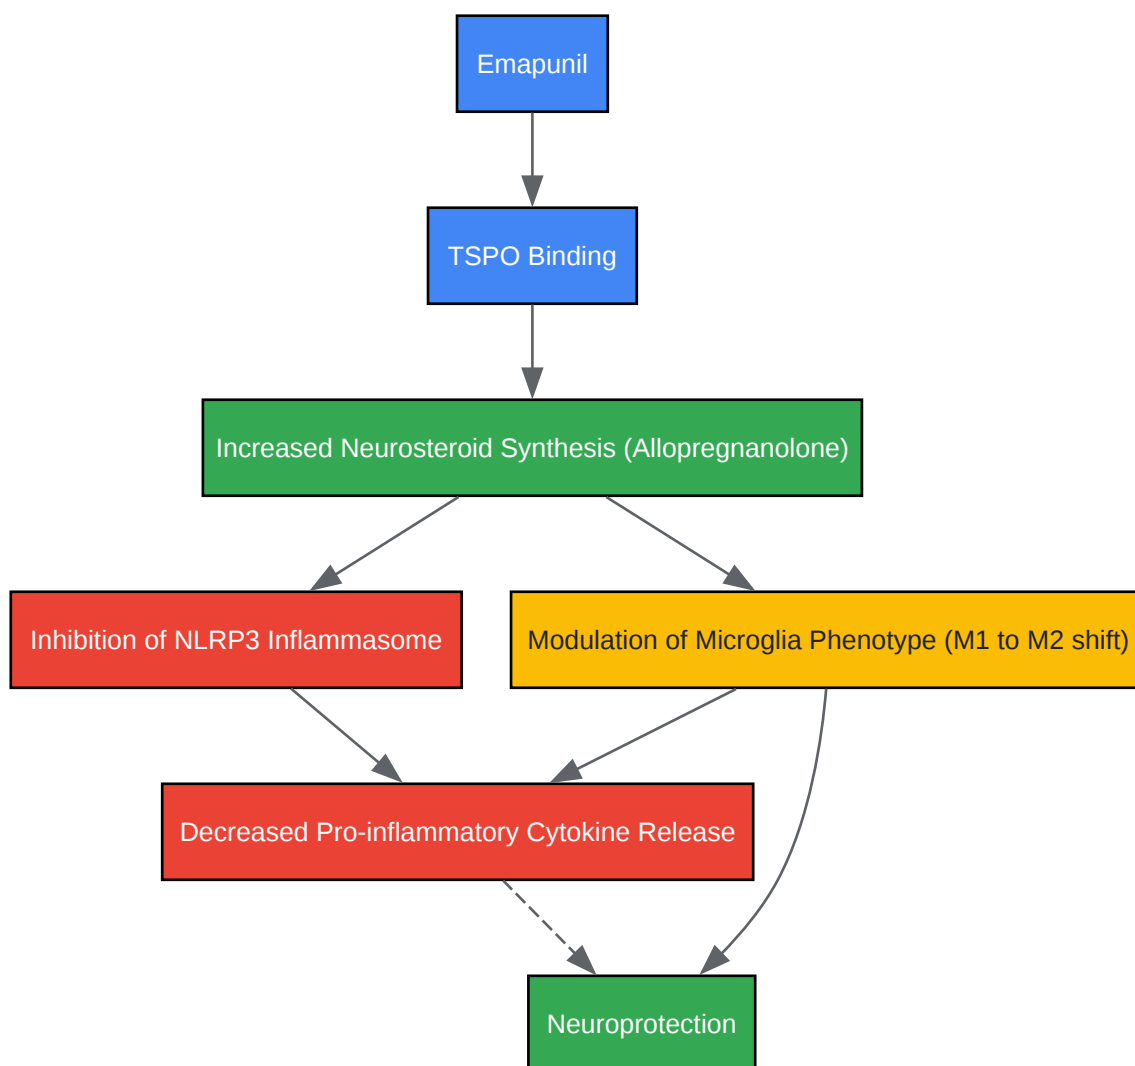 Emapunil
TSPO Binding
Increased Neurosteroid Synthesis (Allopregnanolone)
Inhibition of NLRP3 Inflammasome
Modulation of Microglia Phenotype (M1 to M2 shift)
Decreased Pro-inflammatory Cytokine Release
Neuroprotection